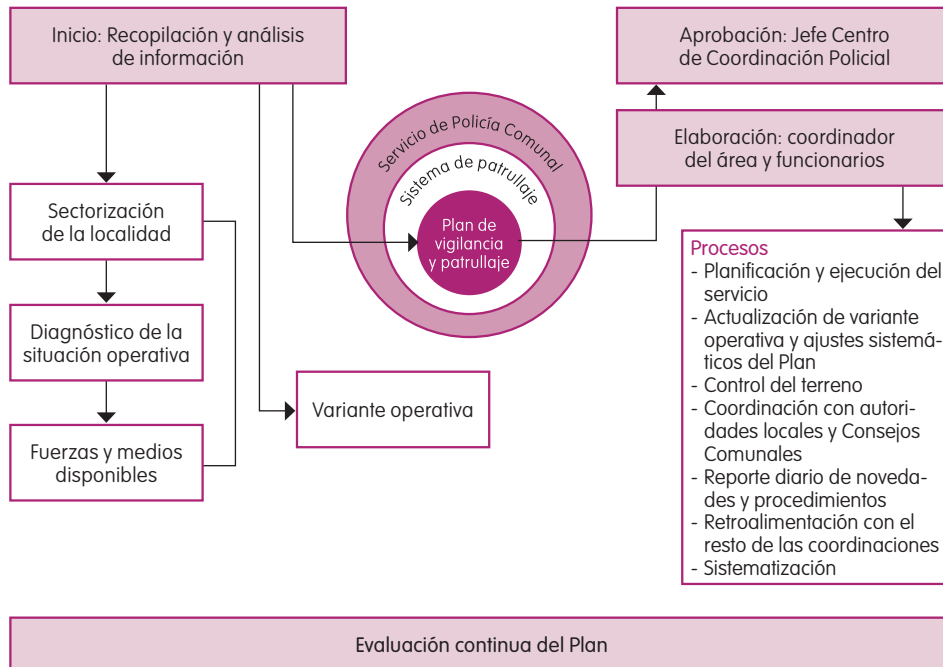 Inicio: Recopilación y análisis
de información
Sectorización
de la localidad
Diagnóstico de la
situación operativa
Fuerzas y medios
disponibles
Variante operativa
Servicio de Policía Comunal
Sistema de patrullaje
Plan de
vigilancia
y patrullaje
Aprobación: Jefe Centro
de Coordinación Policial
Elaboración: coordinador
del área y funcionarios
Procesos
- Planificación y ejecución del
servicio
- Actualización de variante
operativa y ajustes sistemá-
ticos del Plan
- Control del terreno
- Coordinación con autori-
dades locales y Consejos
Comunales
- Reporte diario de noveda-
des y procedimientos
- Retroalimentación con el
resto de las coordinaciones
- Sistematización
Evaluación continua del Plan